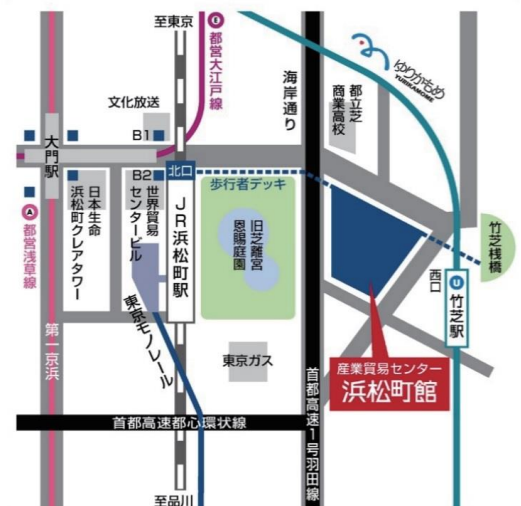 至東京
E
都営大江戸線
ゆりかもめ
YURIKAMOME
海岸通り
都立芝
商業高校
文化放送
B1
大門駅
B2
北口
歩行者デッキ
日本生命
浜松町クレアタワー
世界貿易
センタービル
JR浜松町駅
旧芝離宮
恩賜庭園
竹芝桟橋
A
都営浅草線
西口
U
竹芝駅
東京モノレール
第一京浜
東京ガス
産業貿易センター
浜松町館
首都高速都心環状線
首都高速1号羽田線
至品川